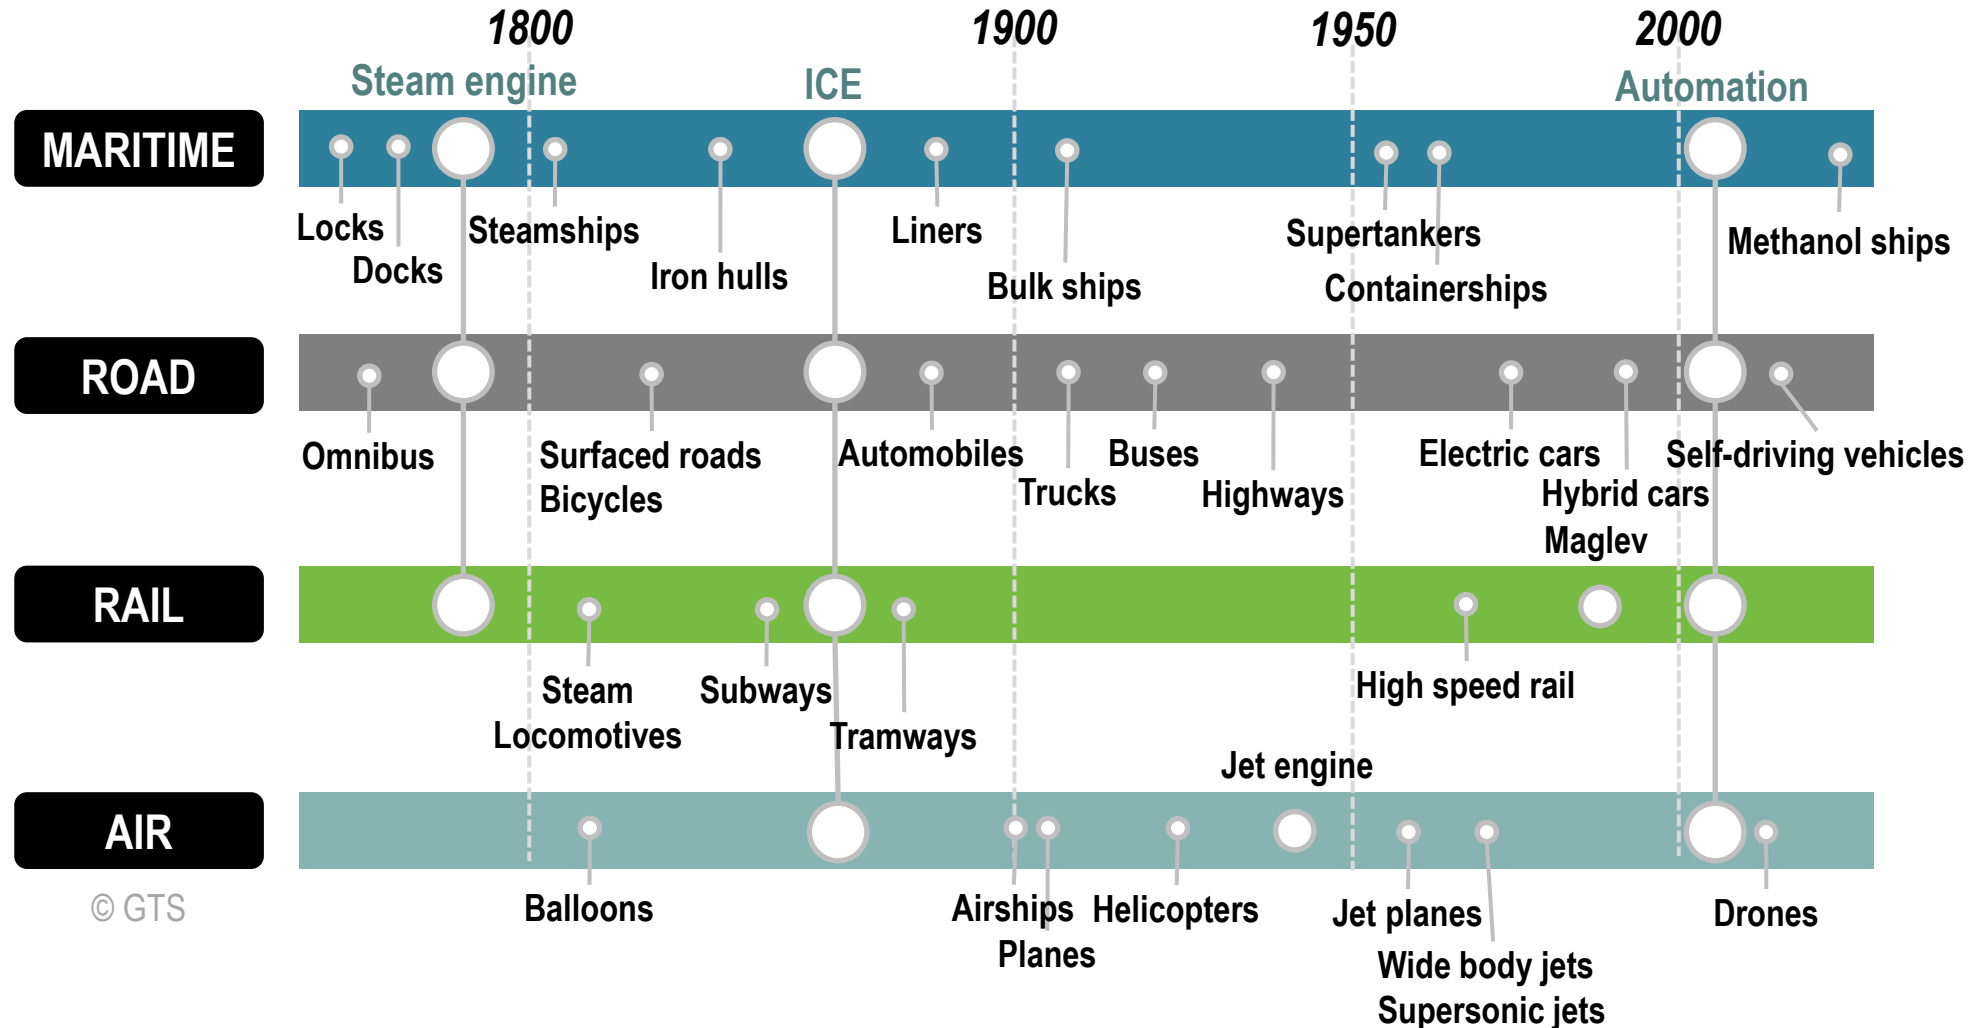 1800
1900
1950
2000
Steam engine
ICE
Automation
MARITIME
Locks
Docks
Steamships
Iron hulls
Liners
Bulk ships
Supertankers
Containerships
Methanol ships
ROAD
Omnibus
Surfaced roads
Bicycles
Automobiles
Trucks
Buses
Highways
Electric cars
Hybrid cars
Self-driving vehicles
Maglev
RAIL
Steam
Locomotives
Subways
Tramways
High speed rail
Jet engine
AIR
Balloons
Airships
Planes
Helicopters
Jet planes
Wide body jets
Supersonic jets
Drones
© GTS